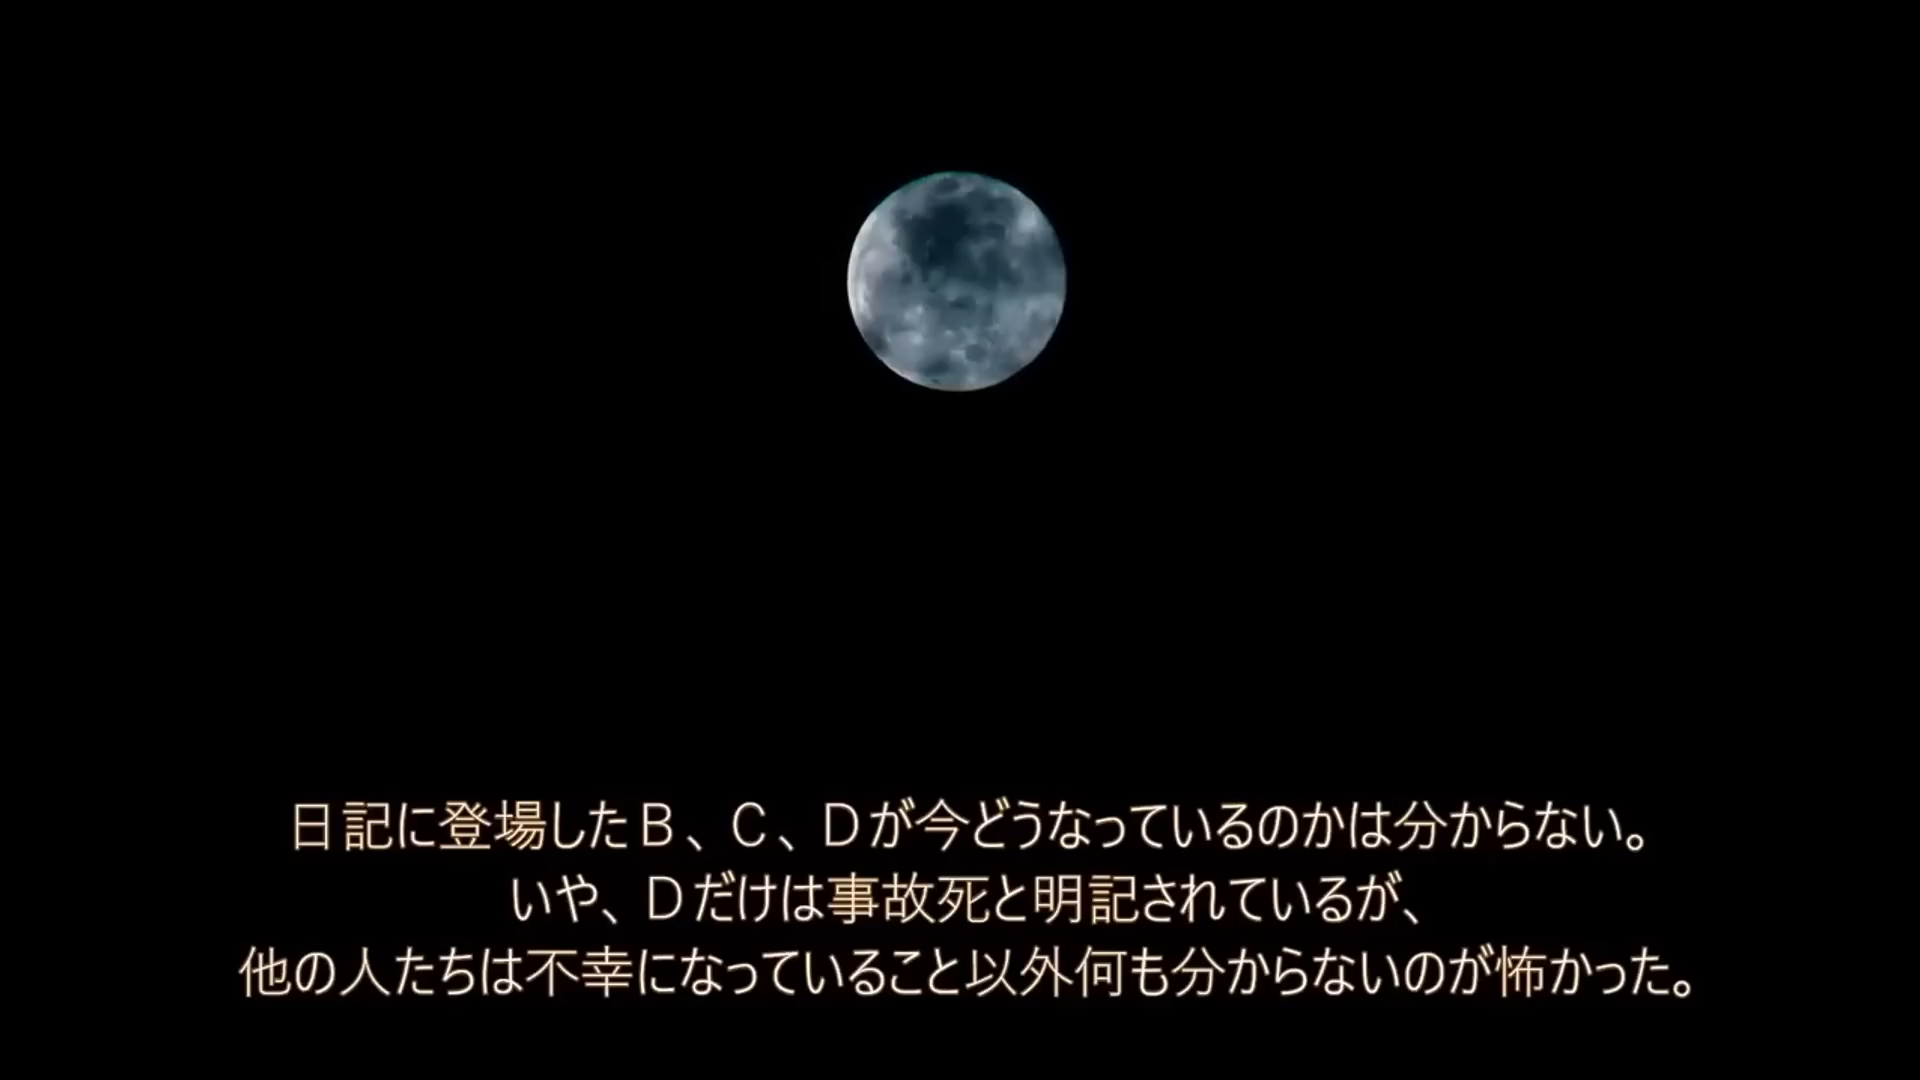 日記に登場したＢ、Ｃ、Ｄが今どうなっているのかは分からない。
いや、Ｄだけは事故死と明記されているが、
他の人たちは不幸になっていること以外何も分からないのが怖かった。